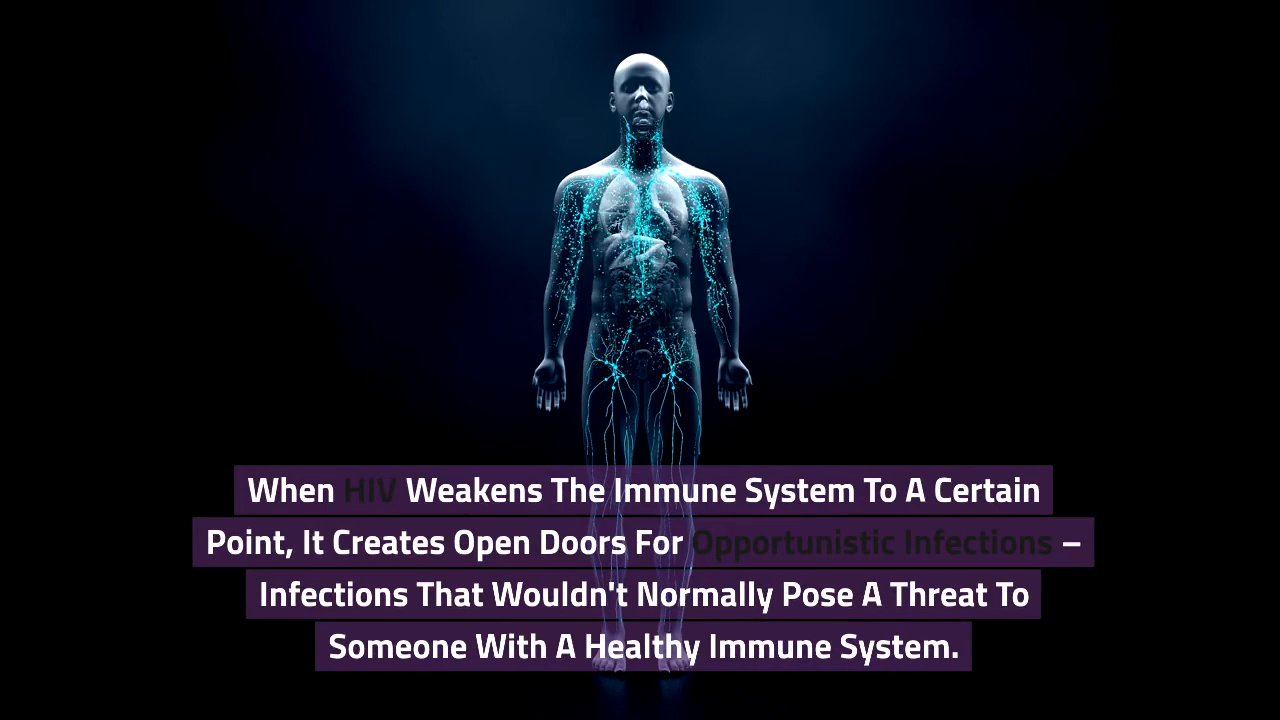 When HIV Weakens The Immune System To A Certain
Point, It Creates Open Doors For Opportunistic Infections –
Infections That Wouldn't Normally Pose A Threat To
Someone With A Healthy Immune System.